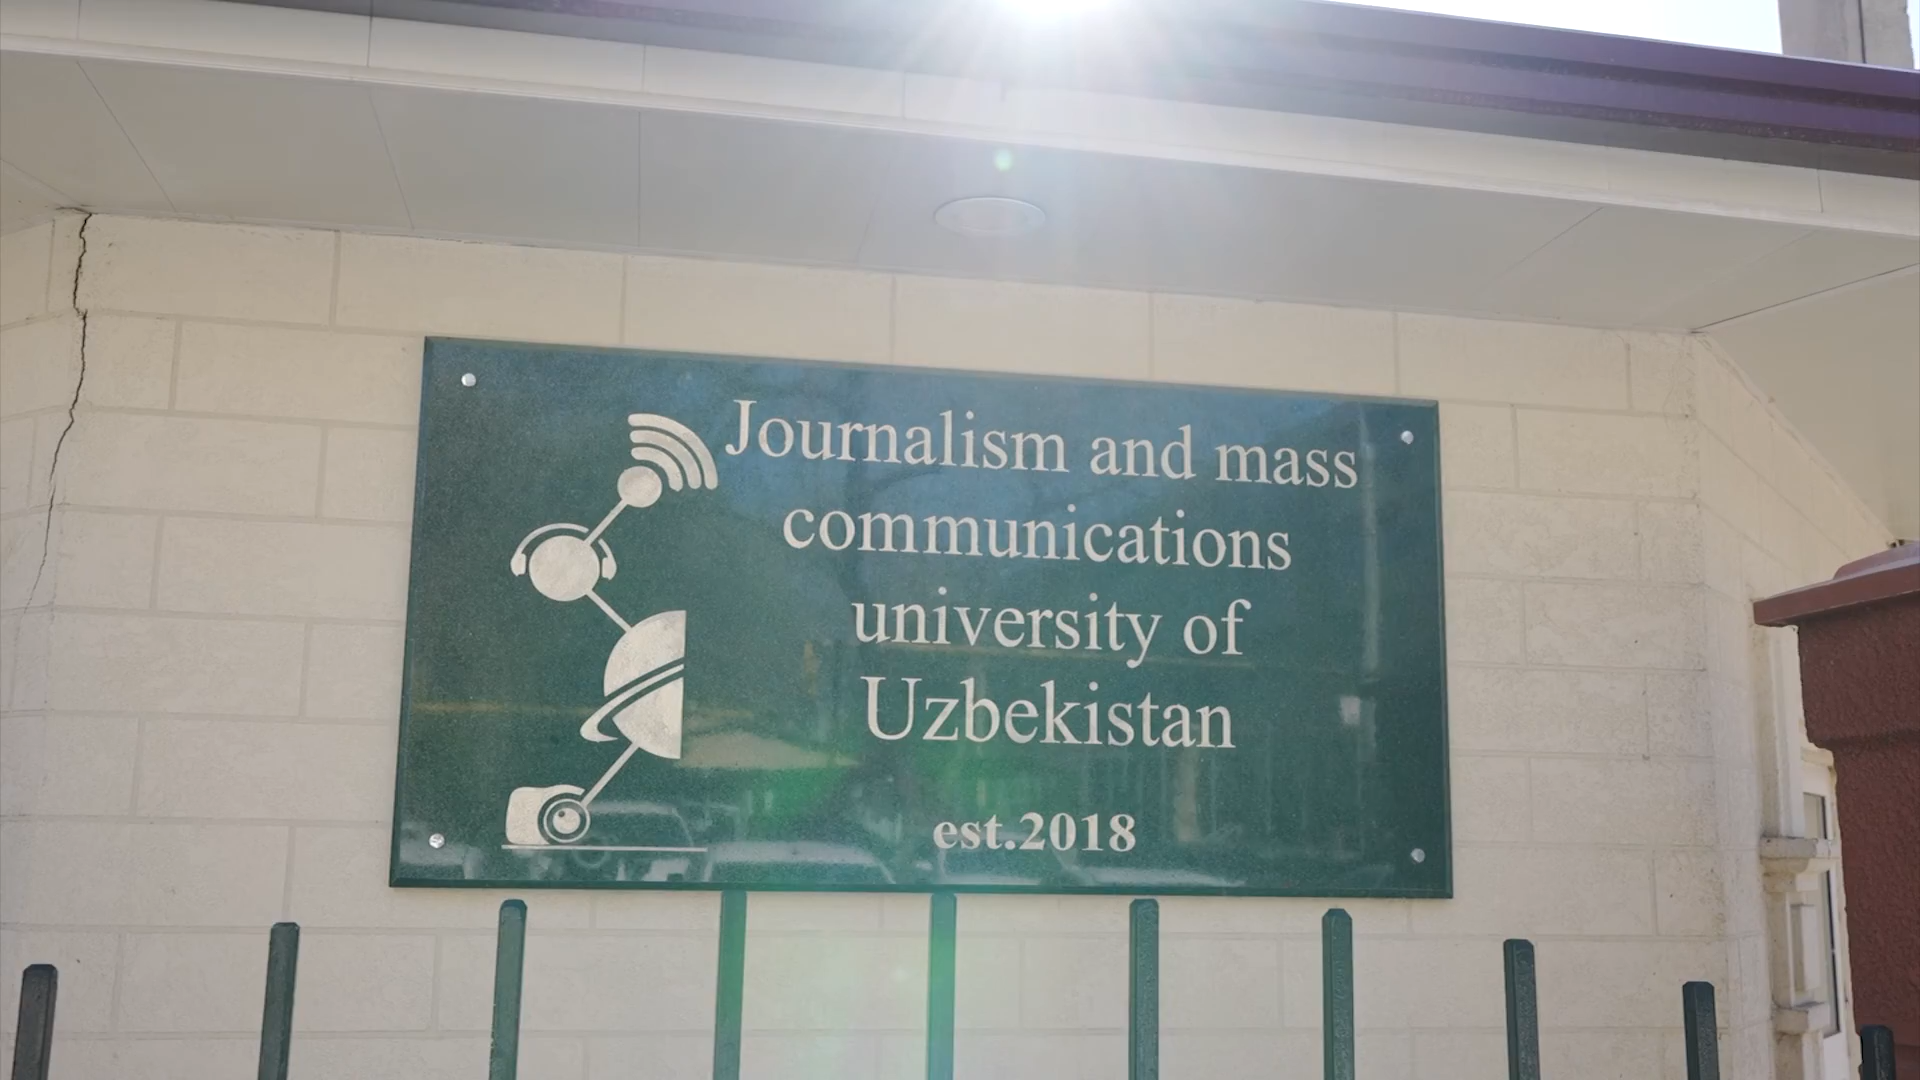 Journalism and mass
communications
university of
Uzbekistan
est.2018